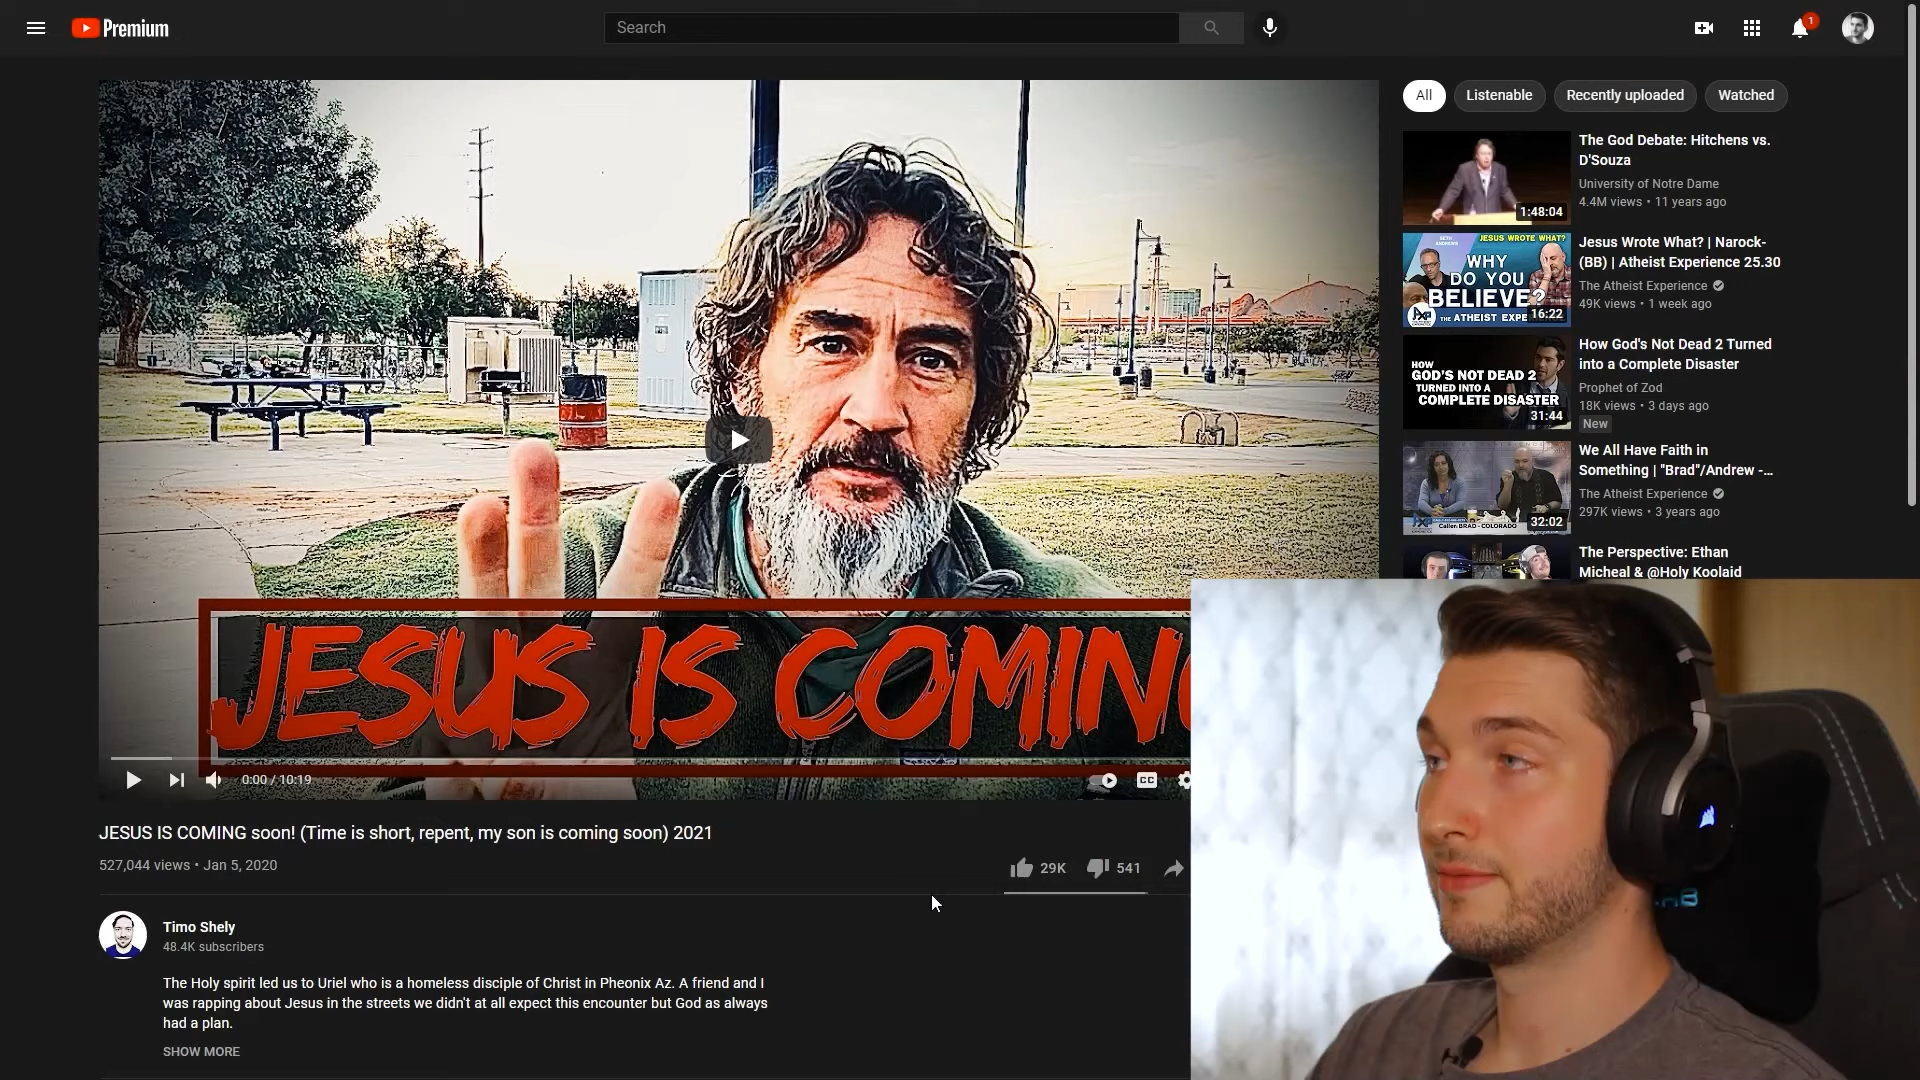 Premium
Search
1
JESUS IS COMING
0:00 / 10:19
CC
JESUS IS COMING soon! (Time is short, repent, my son is coming soon) 2021
527,044 views • Jan 5, 2020
29K
541
Timo Shely
48.4K subscribers
The Holy spirit led us to Uriel who is a homeless disciple of Christ in Pheonix Az. A friend and I
was rapping about Jesus in the streets we didn't at all expect this encounter but God as always
had a plan.
SHOW MORE
All
Listenable
Recently uploaded
Watched
1:48:04
The God Debate: Hitchens vs.
D'Souza
University of Notre Dame
4.4M views • 11 years ago
JESUS WROTE WHAT?
WHY
DO YOU
BELIEVE?
THE ATHEIST EXPE
16:22
Jesus Wrote What? | Narock-
(BB) | Atheist Experience 25.30
The Atheist Experience
49K views • 1 week ago
HOW
GOD'S NOT DEAD 2
TURNED INTO A
COMPLETE DISASTER
31:44
How God's Not Dead 2 Turned
into a Complete Disaster
Prophet of Zod
18K views • 3 days ago
New
Caller: BRAD - COLORADO
32:02
We All Have Faith in
Something | "Brad"/Andrew -...
The Atheist Experience
297K views • 3 years ago
The Perspective: Ethan
Micheal & @Holy Koolaid